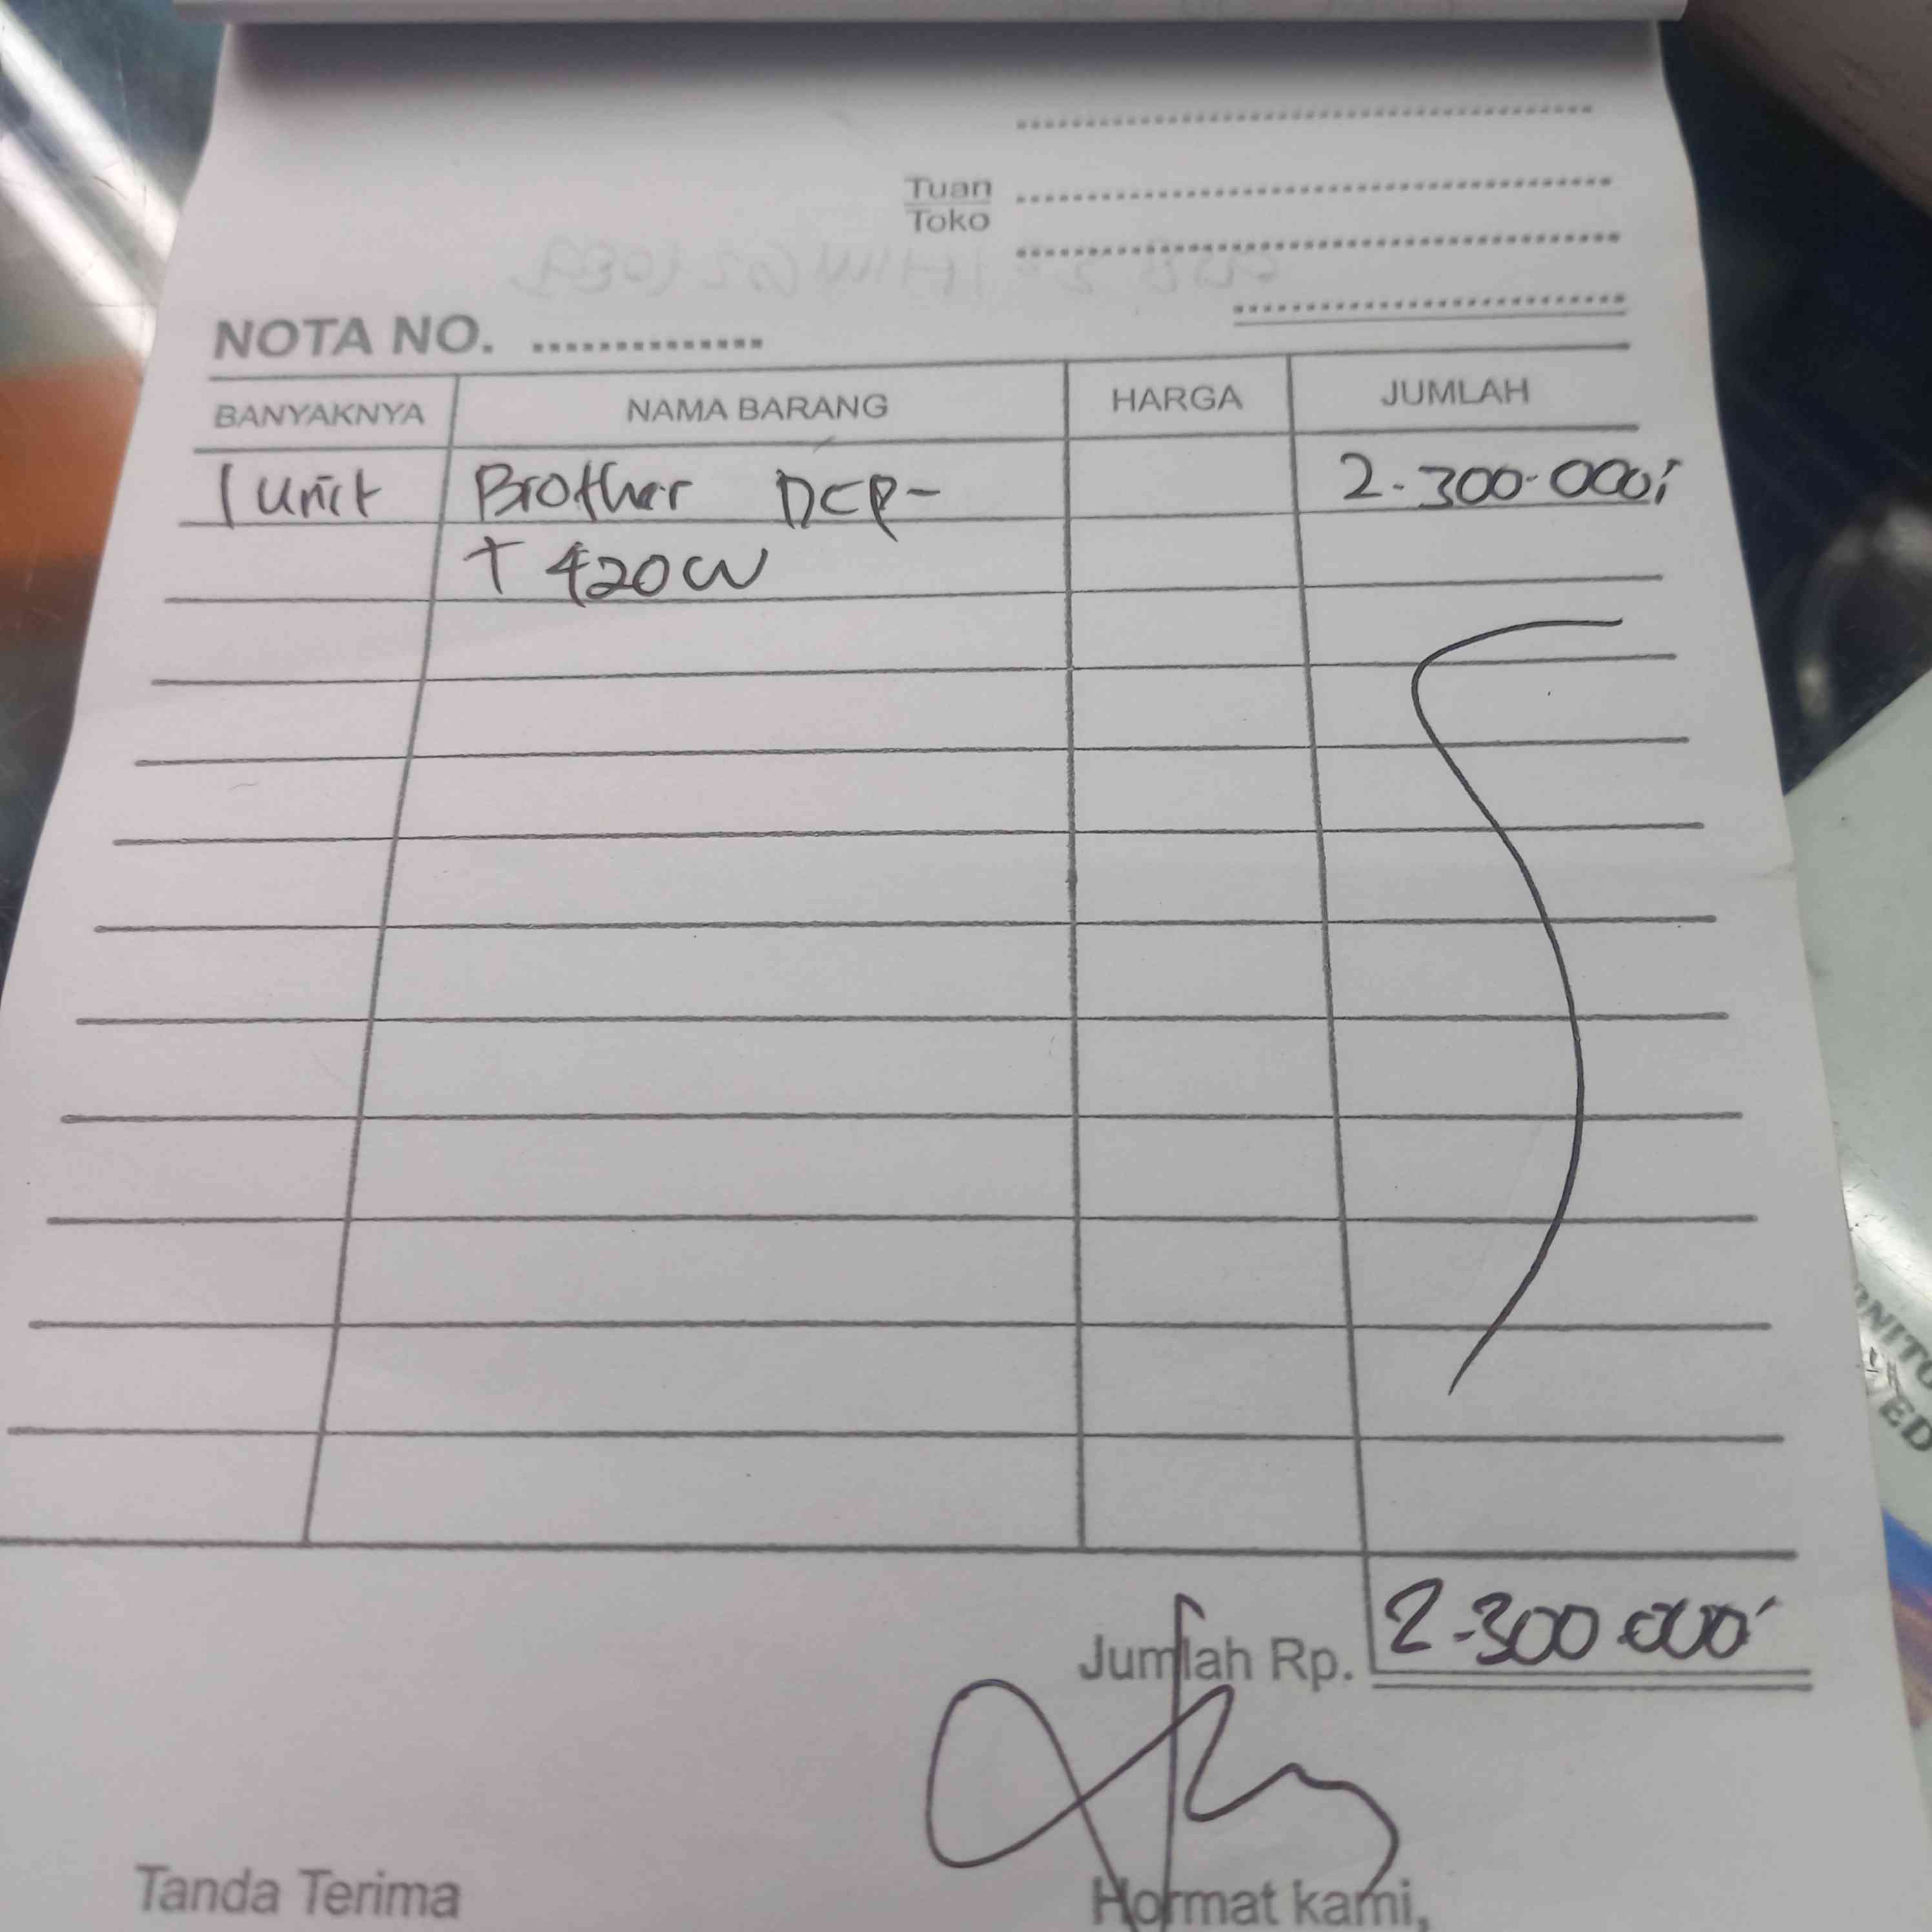 Tuan
Toko
NOTA NO. ...............
BANYAKNYA NAMA BARANG HARGA JUMLAH
1 unit Brother DCP- 2.300.000,-
T 420W
Jumlah Rp. 2.300.000
Tanda Terima Hormat kami,